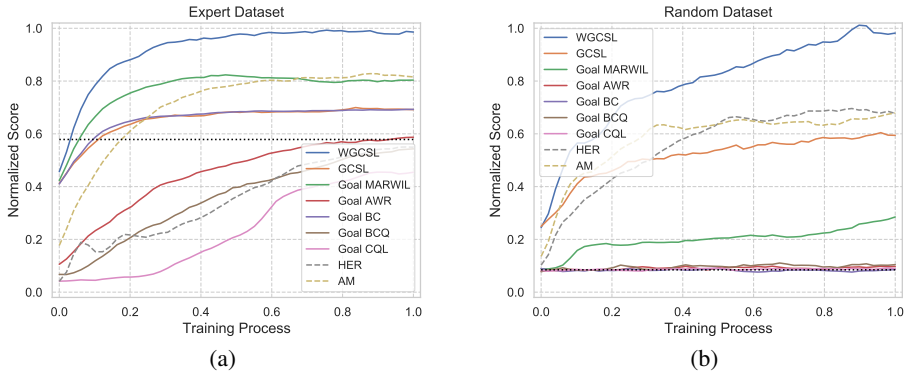 Expert Dataset
1.0
0.8
0.6
0.4
0.2
0.0
Normalized Score
WGCSL
GCSL
Goal MARWIL
Goal AWR
Goal BC
Goal BCQ
Goal CQL
HER
AM
0.0 0.2 0.4 0.6 0.8 1.0
Training Process
(a)
Random Dataset
1.0
0.8
0.6
0.4
0.2
0.0
Normalized Score
WGCSL
GCSL
Goal MARWIL
Goal AWR
Goal BC
Goal BCQ
Goal CQL
HER
AM
0.0 0.2 0.4 0.6 0.8 1.0
Training Process
(b)